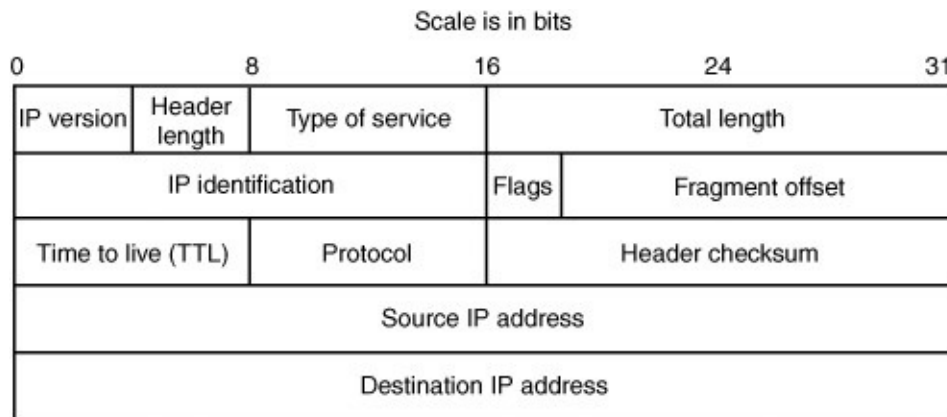 Scale is in bits
0 8 16 24 31
IP version Header length Type of service Total length
IP identification Flags Fragment offset
Time to live (TTL) Protocol Header checksum
Source IP address
Destination IP address